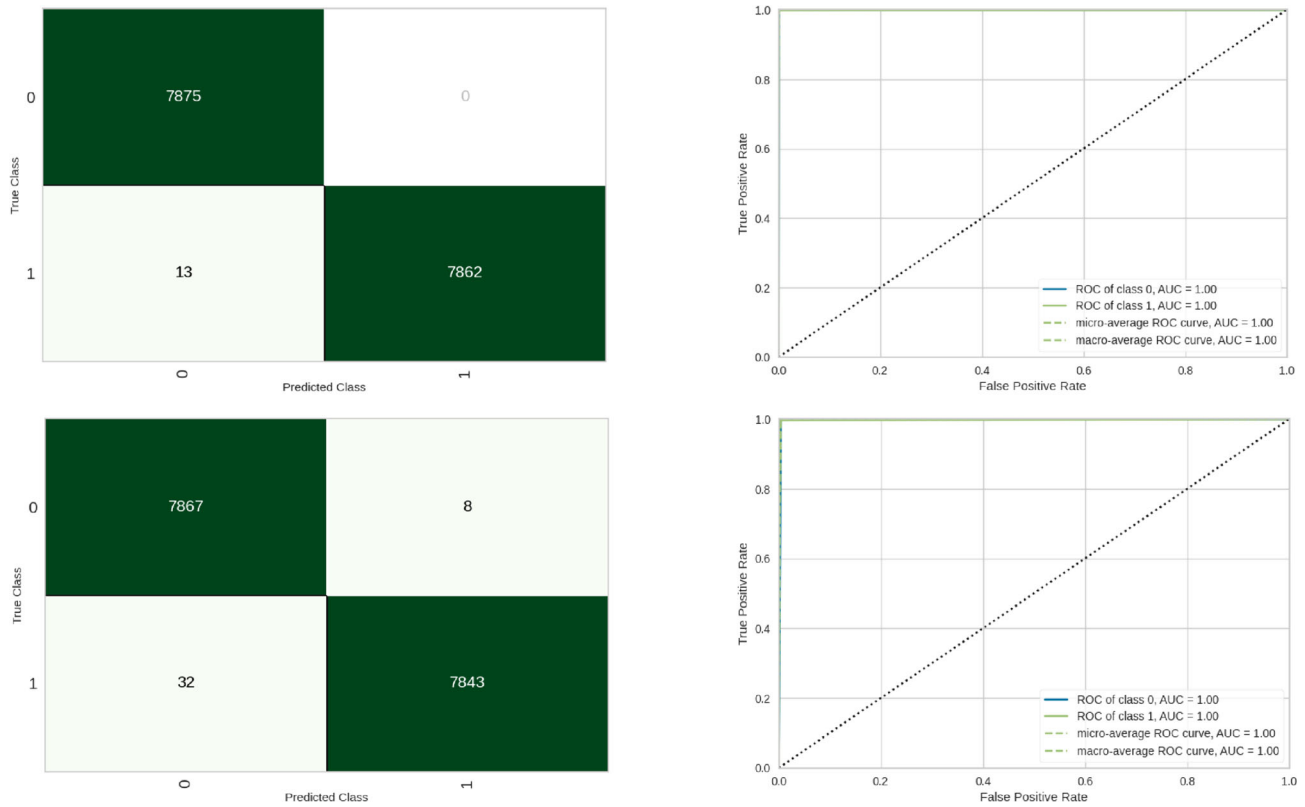 0
7875
0
True Class
1
13
7862
0
1
Predicted Class
1.0
0.8
0.6
0.4
0.2
0.0
True Positive Rate
ROC of class 0, AUC = 1.00
ROC of class 1, AUC = 1.00
micro-average ROC curve, AUC = 1.00
macro-average ROC curve, AUC = 1.00
0.0
0.2
0.4
0.6
0.8
1.0
False Positive Rate
0
7867
8
True Class
1
32
7843
0
1
Predicted Class
1.0
0.8
0.6
0.4
0.2
0.0
True Positive Rate
ROC of class 0, AUC = 1.00
ROC of class 1, AUC = 1.00
micro-average ROC curve, AUC = 1.00
macro-average ROC curve, AUC = 1.00
0.0
0.2
0.4
0.6
0.8
1.0
False Positive Rate